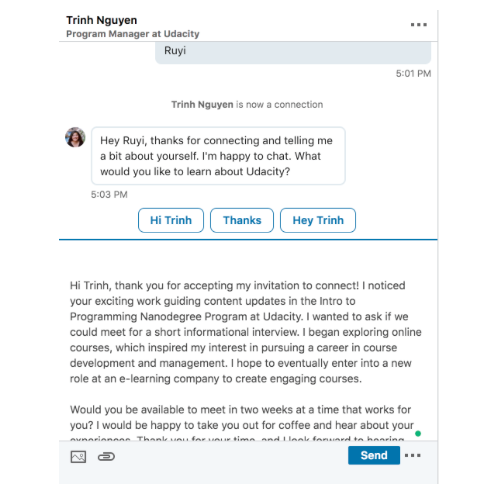 Trinh Nguyen
Program Manager at Udacity
Ruyi
5:01 PM
Trinh Nguyen is now a connection
Hey Ruyi, thanks for connecting and telling me
a bit about yourself. I'm happy to chat. What
would you like to learn about Udacity?
5:03 PM
Hi Trinh
Thanks
Hey Trinh
Hi Trinh, thank you for accepting my invitation to connect! I noticed
your exciting work guiding content updates in the Intro to
Programming Nanodegree Program at Udacity. I wanted to ask if we
could meet for a short informational interview. I began exploring online
courses, which inspired my interest in pursuing a career in course
development and management. I hope to eventually enter into a new
role at an e-learning company to create engaging courses.
Would you be available to meet in two weeks at a time that works for
you? I would be happy to take you out for coffee and hear about your
experiences. Thank you for your time, and I look forward to hearing
Send